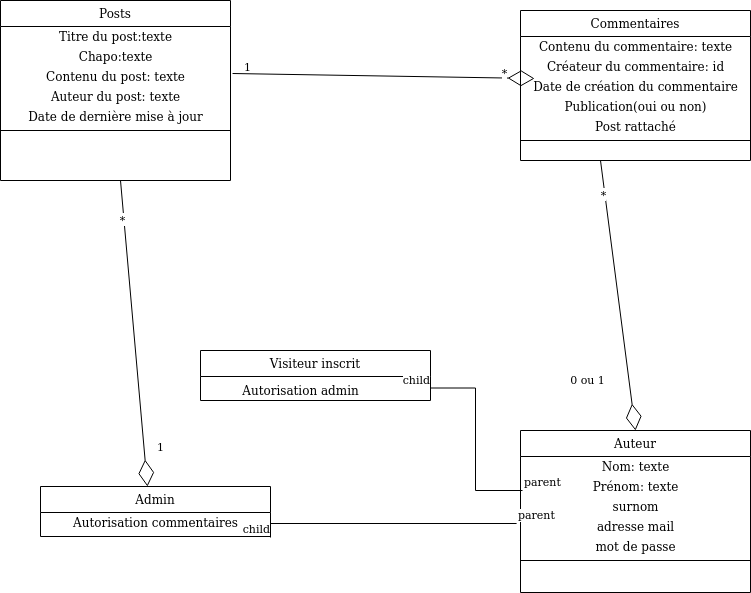 Posts
Titre du post:texte
Chapo:texte
Contenu du post: texte
Auteur du post: texte
Date de dernière mise à jour
1
*
Commentaires
Contenu du commentaire: texte
Créateur du commentaire: id
Date de création du commentaire
Publication(oui ou non)
Post rattaché
*
*
0 ou 1
Visiteur inscrit
Autorisation admin
child
1
Admin
Autorisation commentaires
child
Auteur
Nom: texte
parent
Prénom: texte
surnom
parent
adresse mail
mot de passe